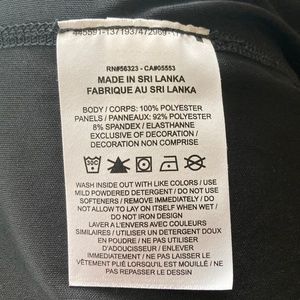 RN#56323 - CA#05553
MADE IN SRI LANKA
FABRIQUE AU SRI LANKA
BODY / CORPS: 100% POLYESTER
PANELS / PANNEAUX: 92% POLYESTER
8% SPANDEX / ELASTHANNE
EXCLUSIVE OF DECORATION /
DECORATION NON COMPRISE
WASH INSIDE OUT WITH LIKE COLORS / USE
MILD POWDERED DETERGENT / DO NOT USE
SOFTENERS / REMOVE IMMEDIATELY / DO
NOT ALLOW TO LAY ON ITSELF WHEN WET /
DO NOT IRON DESIGN
LAVER A L'ENVERS AVEC COULEURS
SIMILAIRES / UTILISER UN DETERGENT DOUX
EN POUDRE / NE PAS UTILISER
D'ADOUCISSEUR / ENLEVER
IMMEDIATEMENT / NE PAS LAISSER LE
VÊTEMENT PLIÉ LORSQU'IL EST MOUILLÉ / NE
PAS REPASSER LE DESSIN